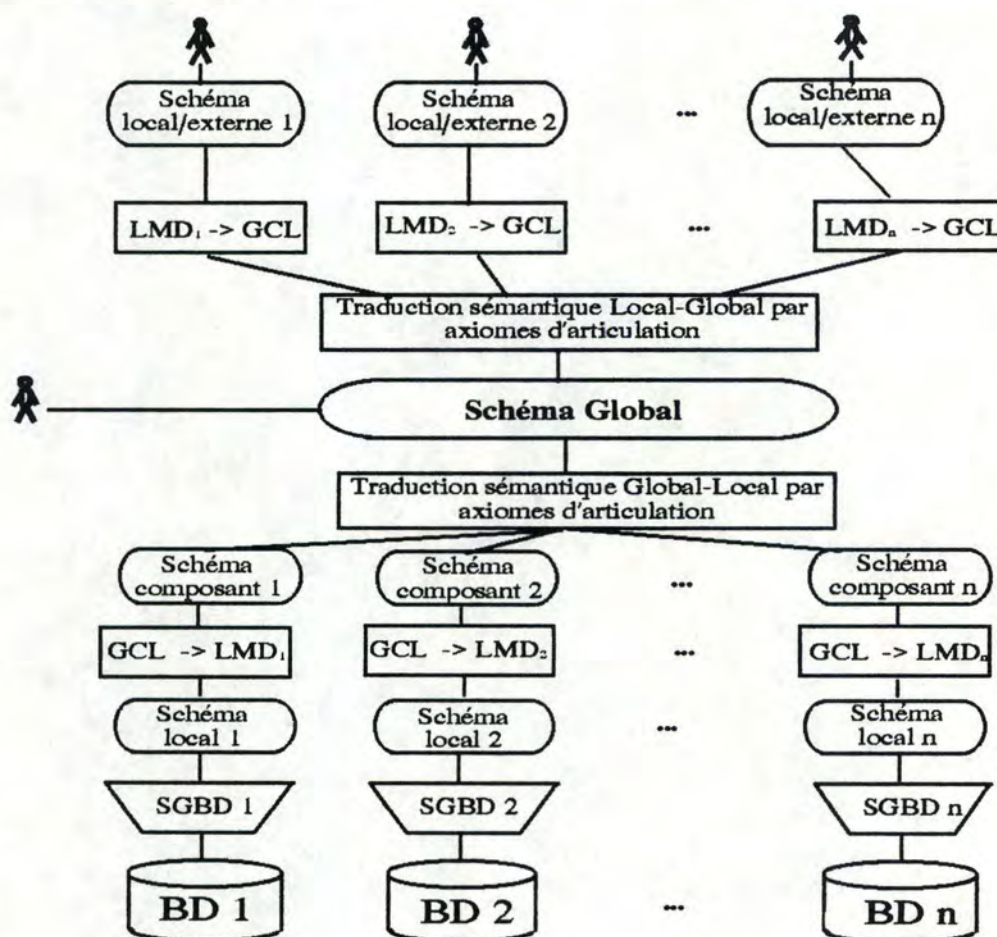 Schéma
local/externe 1
Schéma
local/externe 2
...
Schéma
local/externe n
LMD₁ -> GCL
LMD₂ -> GCL
...
LMDₙ -> GCL
Traduction sémantique Local-Global par
axiomes d'articulation
Schéma Global
Traduction sémantique Global-Local par
axiomes d'articulation
Schéma
composant 1
Schéma
composant 2
...
Schéma
composant n
GCL -> LMD₁
GCL -> LMD₂
...
GCL -> LMDₙ
Schéma
local 1
Schéma
local 2
...
Schéma
local n
SGBD 1
SGBD 2
SGBD n
BD 1
BD 2
...
BD n